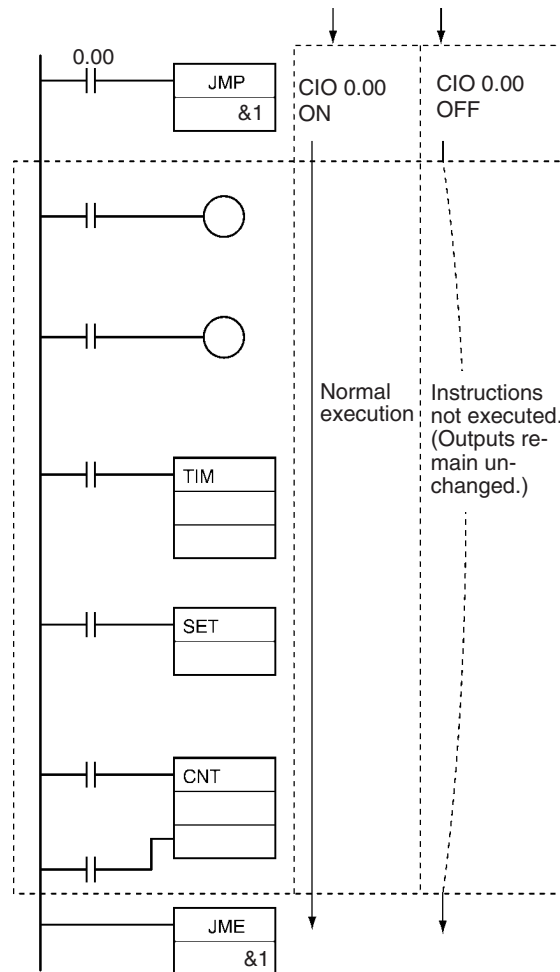 0.00
JMP
&1
CIO 0.00
ON
CIO 0.00
OFF
Normal
execution
Instructions
not executed.
(Outputs re-
main un-
changed.)
TIM
SET
CNT
JME
&1